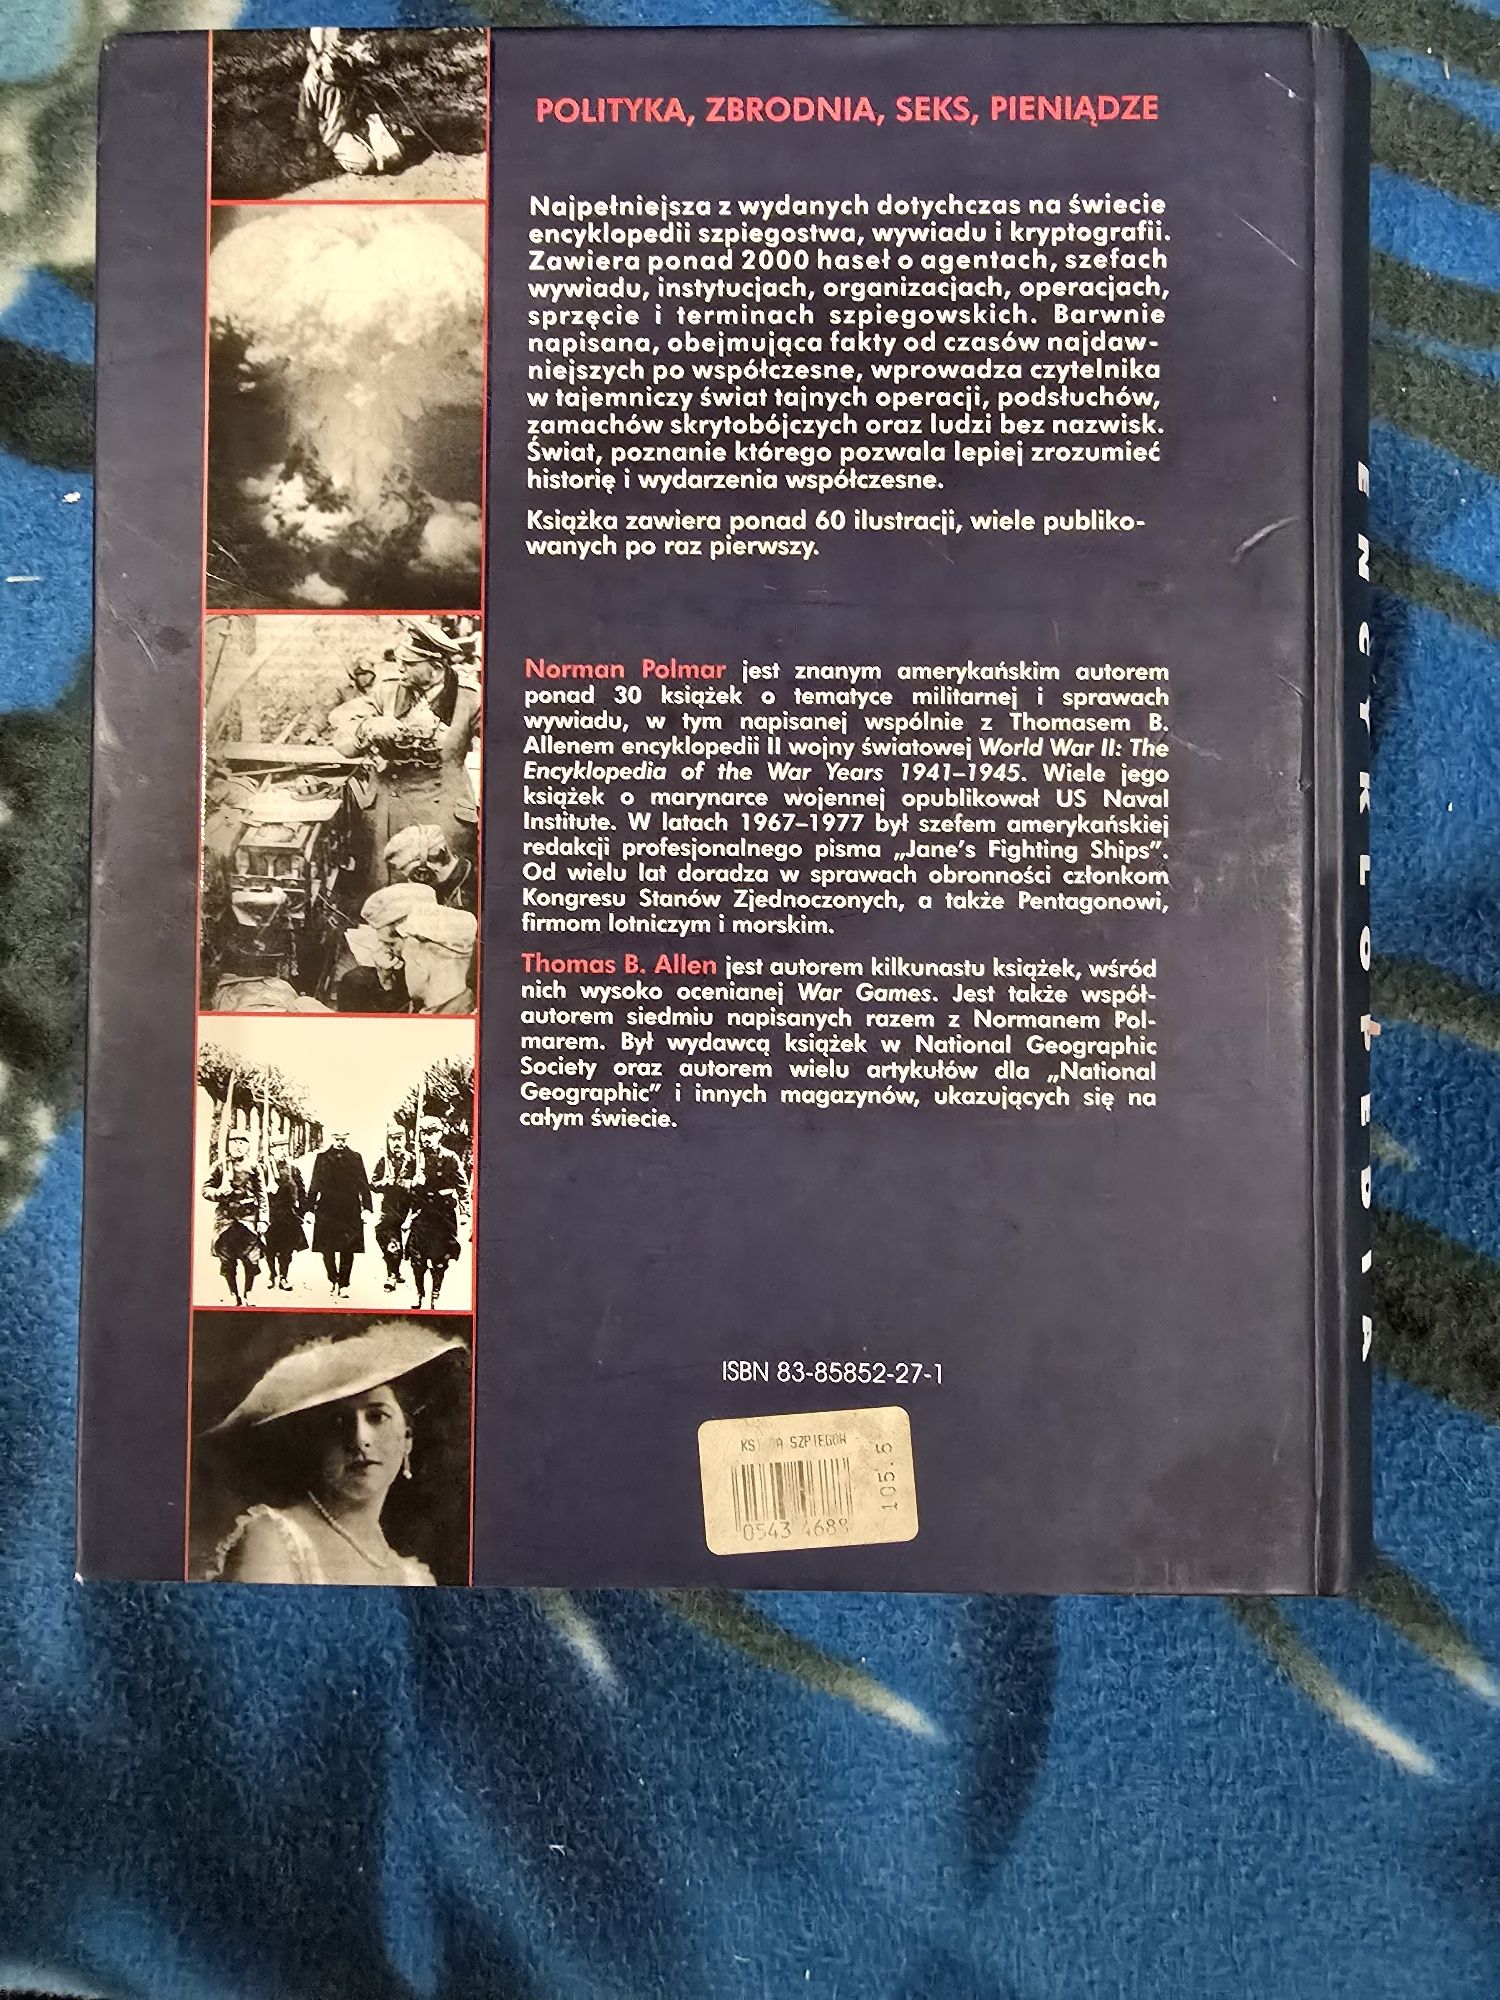 POLITYKA, ZBRODNIA, SEKS, PIENIĄDZE
Najpełniejsza z wydanych dotychczas na świecie
encyklopedii szpiegostwa, wywiadu i kryptografii.
Zawiera ponad 2000 haseł o agentach, szefach
wywiadu, instytucjach, organizacjach, operacjach,
sprzęcie i terminach szpiegowskich. Barwnie
napisana, obejmująca fakty od czasów najdaw-
niejszych po współczesne, wprowadza czytelnika
w tajemniczy świat tajnych operacji, podsłuchów,
zamachów skrytobójczych oraz ludzi bez nazwisk.
Świat, poznanie którego pozwala lepiej zrozumieć
historię i wydarzenia współczesne.
Książka zawiera ponad 60 ilustracji, wiele publiko-
wanych po raz pierwszy.
Norman Polmar jest znanym amerykańskim autorem
ponad 30 książek o tematyce militarnej i sprawach
wywiadu, w tym napisanej wspólnie z Thomasem B.
Allenem encyklopedii II wojny światowej World War II: The
Encyklopedia of the War Years 1941–1945. Wiele jego
książek o marynarce wojennej opublikował US Naval
Institute. W latach 1967–1977 był szefem amerykańskiej
redakcji profesjonalnego pisma „Jane's Fighting Ships”.
Od wielu lat doradza w sprawach obronności członkom
Kongresu Stanów Zjednoczonych, a także Pentagonowi,
firmom lotniczym i morskim.
Thomas B. Allen jest autorem kilkunastu książek, wśród
nich wysoko ocenianej War Games. Jest także współ-
autorem siedmiu napisanych razem z Normanem Pol-
marem. Był wydawcą książek w National Geographic
Society oraz autorem wielu artykułów dla „National
Geographic” i innych magazynów, ukazujących się na
całym świecie.
ISBN 83-85852-27-1
A SZPIEGOW
105.5
0543 4688
ENCYKLOPEDIA